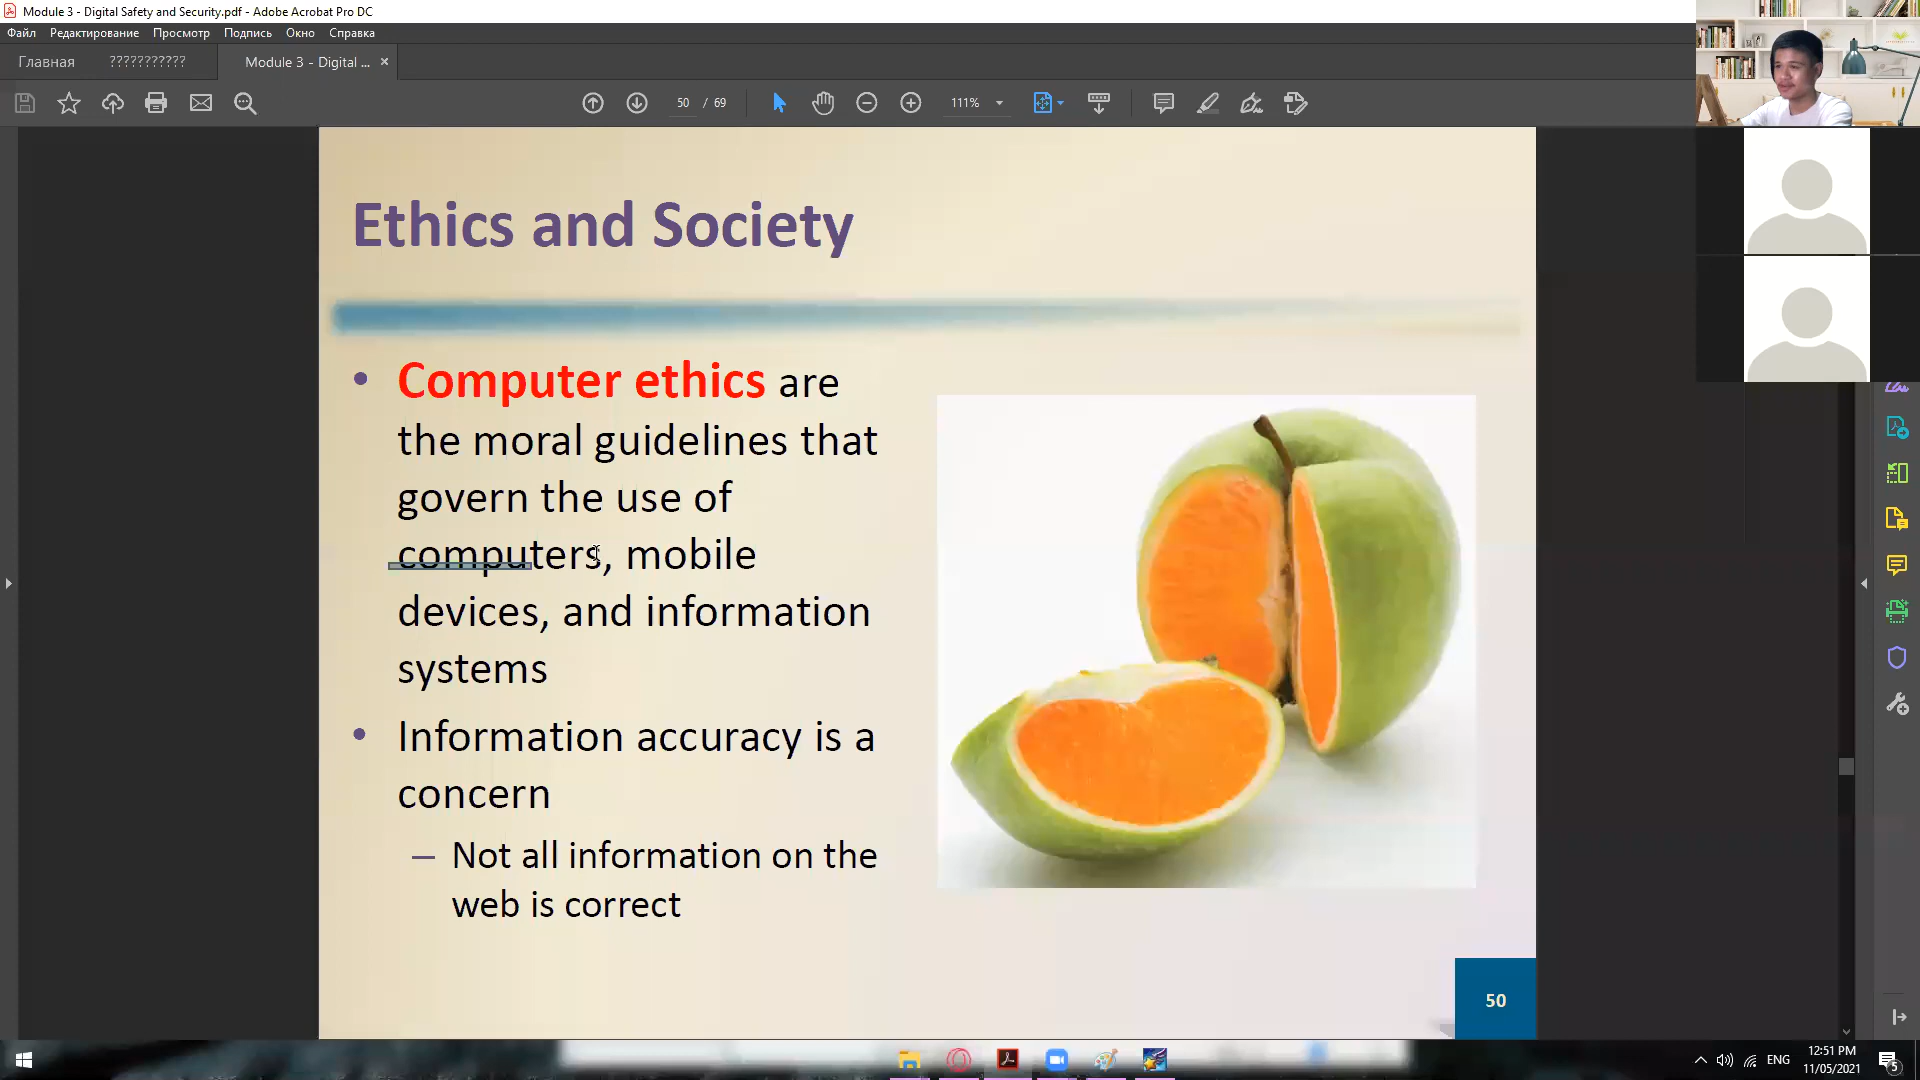 Module 3 - Digital Safety and Security.pdf - Adobe Acrobat Pro DC
Файл Редактирование Просмотр Подпись Окно Справка
Главная ??????????? Module 3 - Digital ... ×
50 / 69 111%
Ethics and Society
• Computer ethics are
the moral guidelines that
govern the use of
computers, mobile
devices, and information
systems
• Information accuracy is a
concern
– Not all information on the
web is correct
50
ENG
12:51 PM
11/05/2021
5